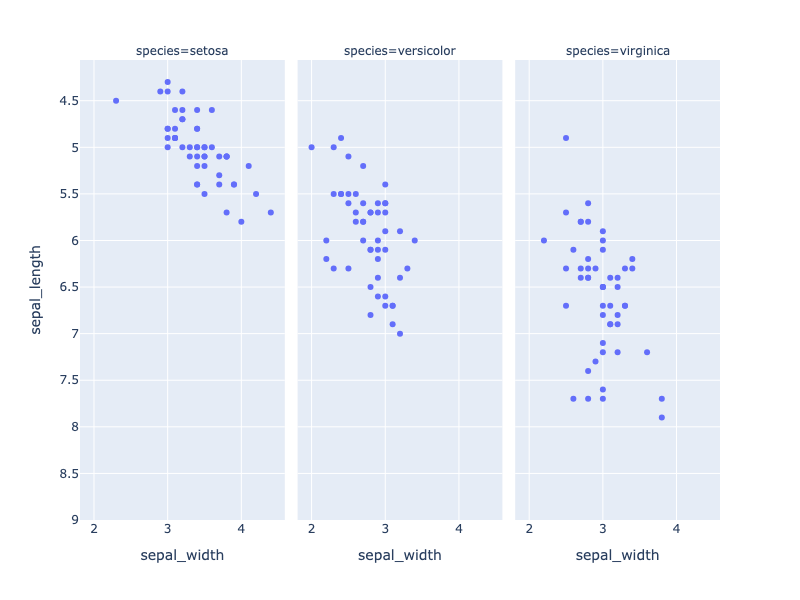 species=setosa
species=versicolor
species=virginica
sepal_length
4.5
5
5.5
6
6.5
7
7.5
8
8.5
9
2 3 4
2 3 4
2 3 4
sepal_width
sepal_width
sepal_width